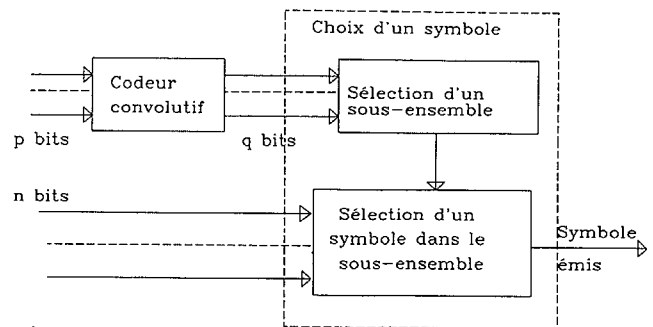 Choix d'un symbole
Codeur
convolutif
Sélection d'un
sous-ensemble
p bits
q bits
n bits
Sélection d'un
symbole dans le
sous-ensemble
Symbole
émis